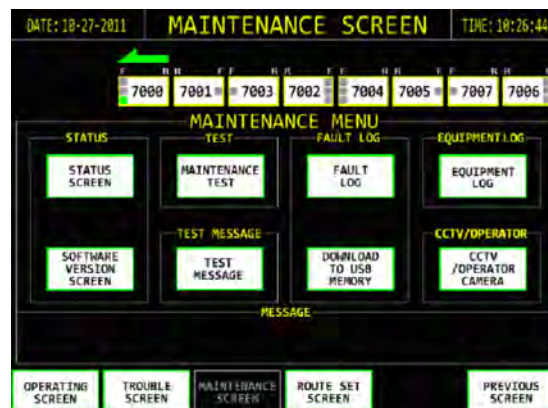 DATE:10-27-2011 MAINTENANCE SCREEN TIME:10:26:44
F R R F F R R F F R R F F R R
7000 7001 7003 7002 7004 7005 7007 7006
MAINTENANCE MENU
STATUS TEST FAULT LOG EQUIPMENT LOG
STATUS
SCREEN
MAINTENANCE
TEST
FAULT
LOG
EQUIPMENT
LOG
TEST MESSAGE CCTV/OPERATOR
SOFTWARE
VERSION
SCREEN
TEST
MESSAGE
DOWNLOAD
TO USB
MEMORY
CCTV
/OPERATOR
CAMERA
MESSAGE
OPERATING
SCREEN
TROUBLE
SCREEN
MAINTENANCE
SCREEN
ROUTE SET
SCREEN
PREVIOUS
SCREEN